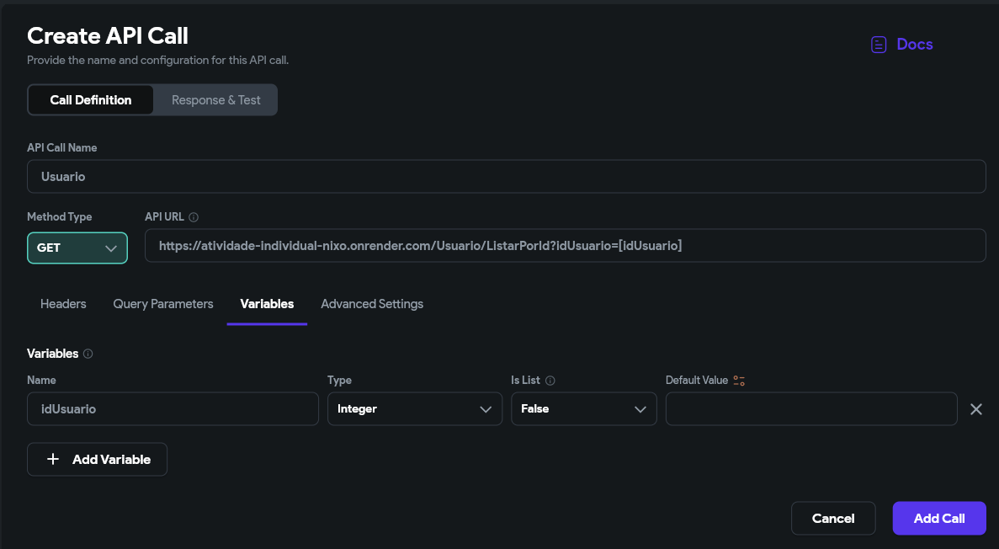 Create API Call
Provide the name and configuration for this API call.
Docs
Call Definition
Response & Test
API Call Name
Usuario
Method Type
API URL
GET
https://atividade-individual-nixo.onrender.com/Usuario/ListarPorId?idUsuario=[idUsuario]
Headers
Query Parameters
Variables
Advanced Settings
Variables
Name
Type
Is List
Default Value
idUsuario
Integer
False
+ Add Variable
Cancel
Add Call